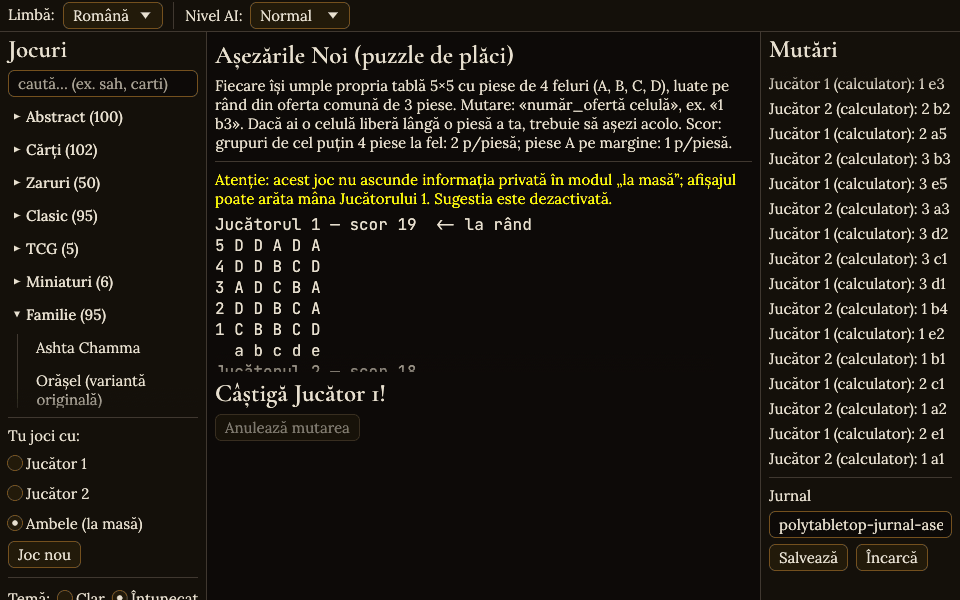 Limbă: Română ▼ Nivel AI: Normal ▼
Jocuri
caută... (ex. sah, carti)
▸ Abstract (100)
▸ Cărți (102)
▸ Zaruri (50)
▸ Clasic (95)
▸ TCG (5)
▸ Miniaturi (6)
▾ Familie (95)
Ashta Chamma
Orășel (variantă
originală)
Tu joci cu:
Jucător 1
Jucător 2
Ambele (la masă)
Joc nou
Temă: Clar Întunecat
Așezările Noi (puzzle de plăci)
Fiecare își umple propria tablă 5×5 cu piese de 4 feluri (A, B, C, D), luate pe
rând din oferta comună de 3 piese. Mutare: «număr_ofertă celulă», ex. «1
b3». Dacă ai o celulă liberă lângă o piesă a ta, trebuie să așezi acolo. Scor:
grupuri de cel puțin 4 piese la fel: 2 p/piesă; piese A pe margine: 1 p/piesă.
Atenție: acest joc nu ascunde informația privată în modul „la masă”; afișajul
poate arăta mâna Jucătorului 1. Sugestia este dezactivată.
Jucătorul 1 — scor 19 ← la rând
5 D D A D A
4 D D B C D
3 A D C B A
2 D D B C A
1 C B B C D
a b c d e
Jucătorul 2 — scor 18
Câștigă Jucător 1!
Anulează mutarea
Mutări
Jucător 1 (calculator): 1 e3
Jucător 2 (calculator): 2 b2
Jucător 1 (calculator): 2 a5
Jucător 2 (calculator): 3 b3
Jucător 1 (calculator): 3 e5
Jucător 2 (calculator): 3 a3
Jucător 1 (calculator): 3 d2
Jucător 2 (calculator): 3 c1
Jucător 1 (calculator): 3 d1
Jucător 2 (calculator): 1 b4
Jucător 1 (calculator): 1 e2
Jucător 2 (calculator): 1 b1
Jucător 1 (calculator): 2 c1
Jucător 2 (calculator): 1 a2
Jucător 1 (calculator): 2 e1
Jucător 2 (calculator): 1 a1
Jurnal
polytabletop-jurnal-ase
Salvează Încarcă